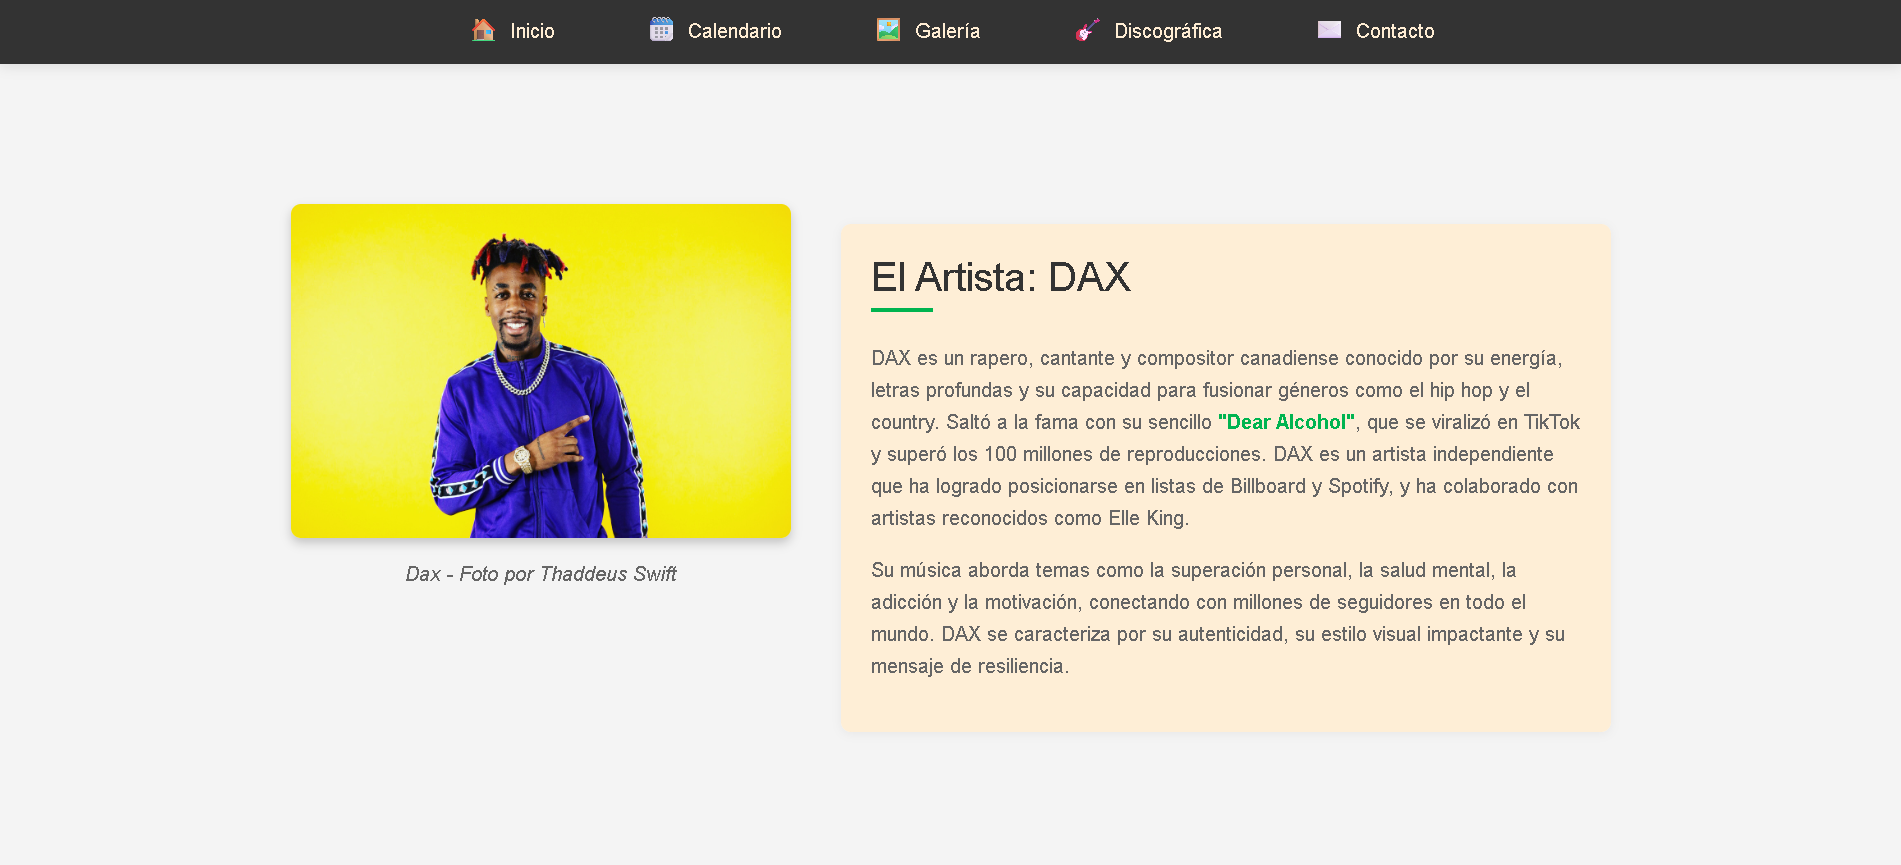 Inicio
Calendario
Galería
Discográfica
Contacto
Dax - Foto por Thaddeus Swift
El Artista: DAX
DAX es un rapero, cantante y compositor canadiense conocido por su energía,
letras profundas y su capacidad para fusionar géneros como el hip hop y el
country. Saltó a la fama con su sencillo "Dear Alcohol", que se viralizó en TikTok
y superó los 100 millones de reproducciones. DAX es un artista independiente
que ha logrado posicionarse en listas de Billboard y Spotify, y ha colaborado con
artistas reconocidos como Elle King.
Su música aborda temas como la superación personal, la salud mental, la
adicción y la motivación, conectando con millones de seguidores en todo el
mundo. DAX se caracteriza por su autenticidad, su estilo visual impactante y su
mensaje de resiliencia.